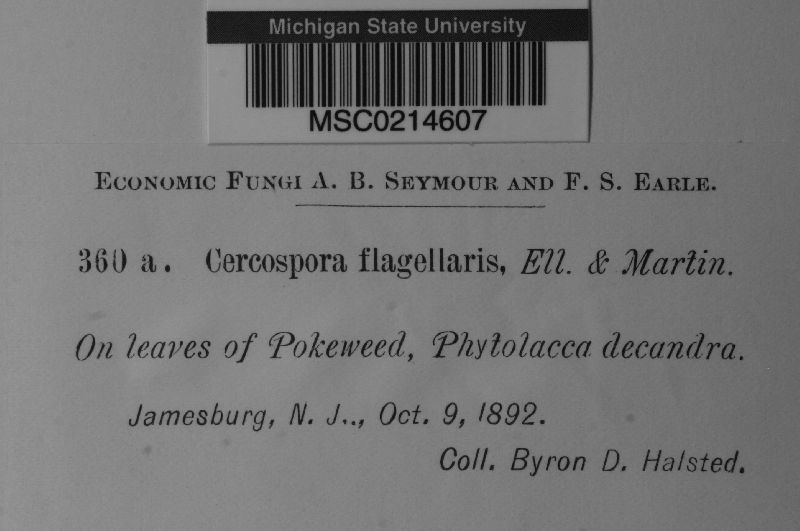 Michigan State University
MSC0214607
Economic Fungi A. B. Seymour and F. S. Earle.
360 a. Cercospora flagellaris, Ell. & Martin.
On leaves of Pokeweed, Phytolacca decandra.
Jamesburg, N. J.., Oct. 9, 1892.
Coll. Byron D. Halsted.